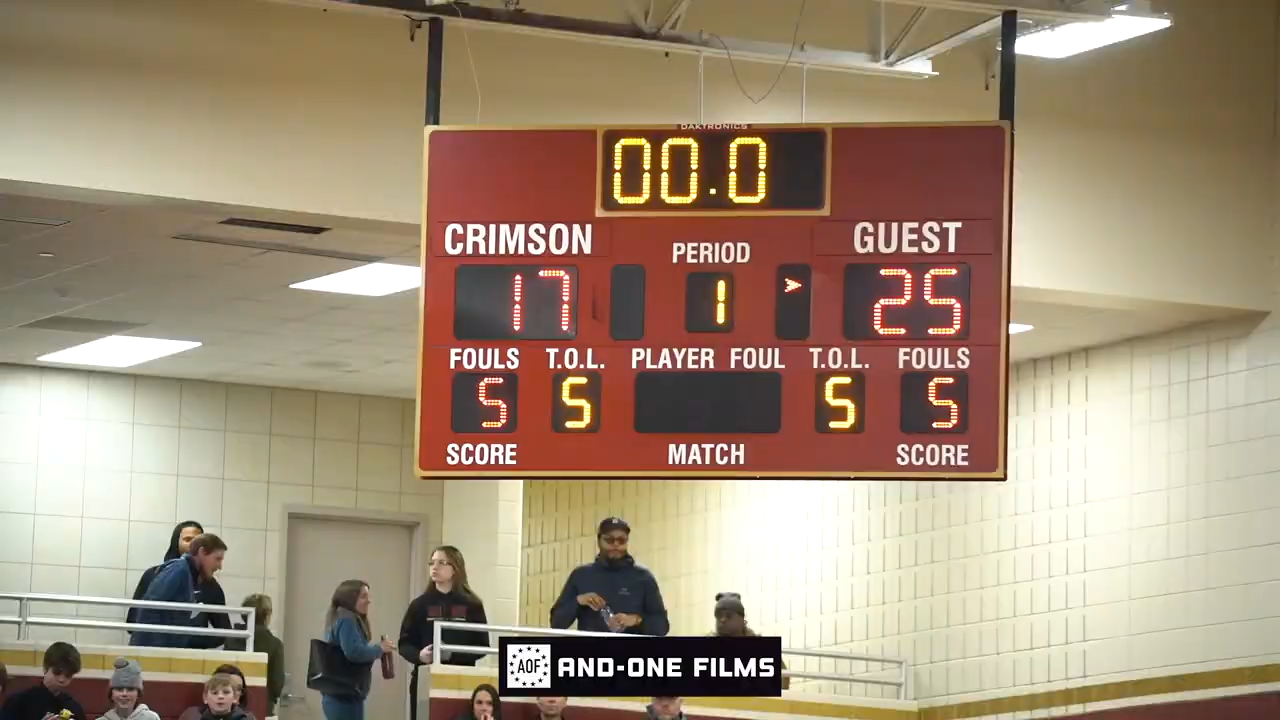 DAKTRONICS
00.0
CRIMSON PERIOD GUEST
17 1 > 25
FOULS T.O.L. PLAYER FOUL T.O.L. FOULS
5 5 5 5
SCORE MATCH SCORE
AOF AND-ONE FILMS